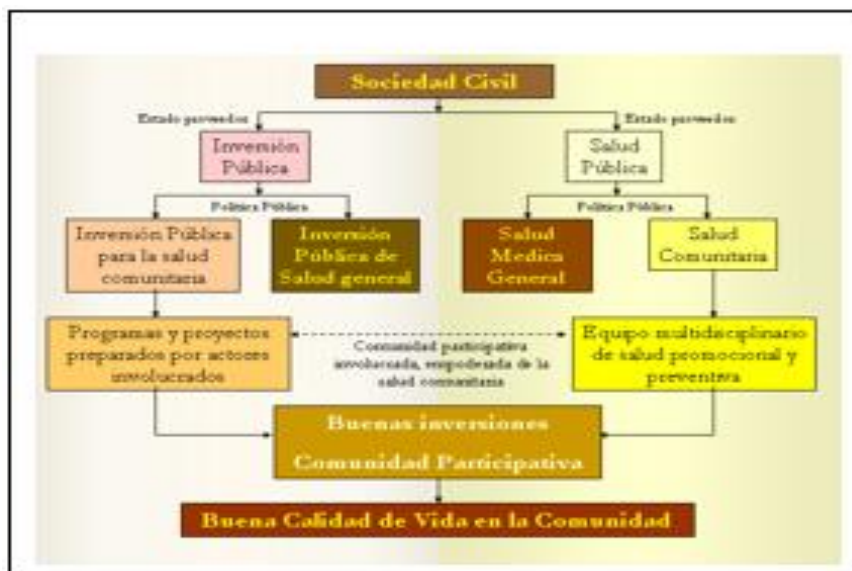 Sociedad Civil
Estado proveedor
Estado proveedor
Inversión
Pública
Salud
Pública
Política Pública
Política Pública
Inversión Pública
para la salud
comunitaria
Inversión
Pública de
Salud general
Salud
Medica
General
Salud
Comunitaria
Programas y proyectos
preparados por actores
involucrados
Comunidad participativa
involucrada, empoderada de la
salud comunitaria
Equipo multidisciplinario
de salud promocional y
preventiva
Buenas inversiones
Comunidad Participativa
Buena Calidad de Vida en la Comunidad